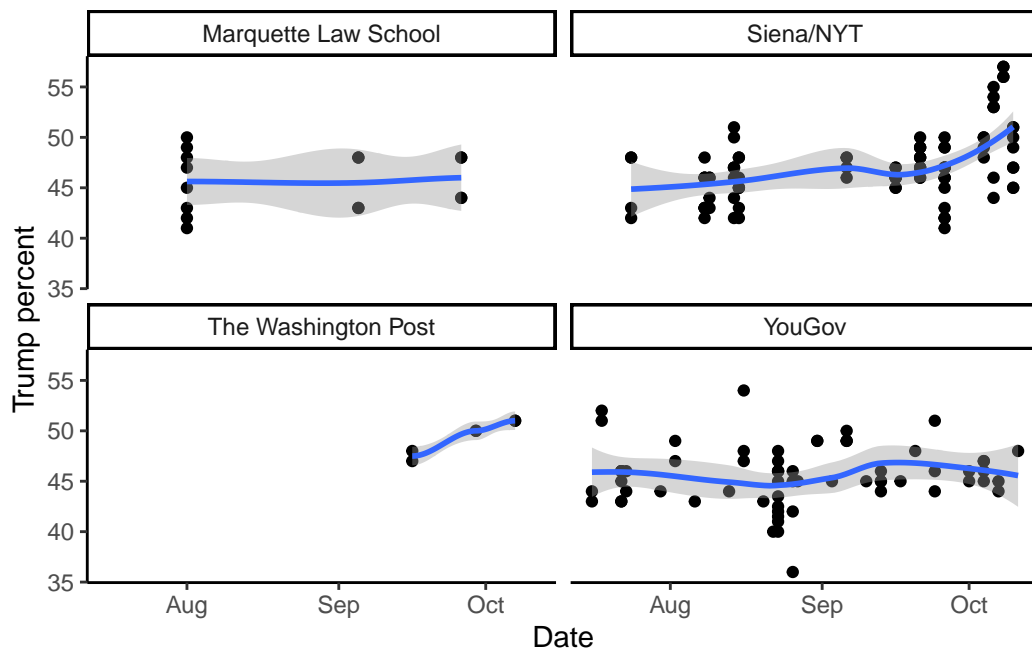 Marquette Law School
Siena/NYT
55
50
45
40
35
The Washington Post
YouGov
55
50
45
40
35
Trump percent
Aug
Sep
Oct
Aug
Sep
Oct
Date